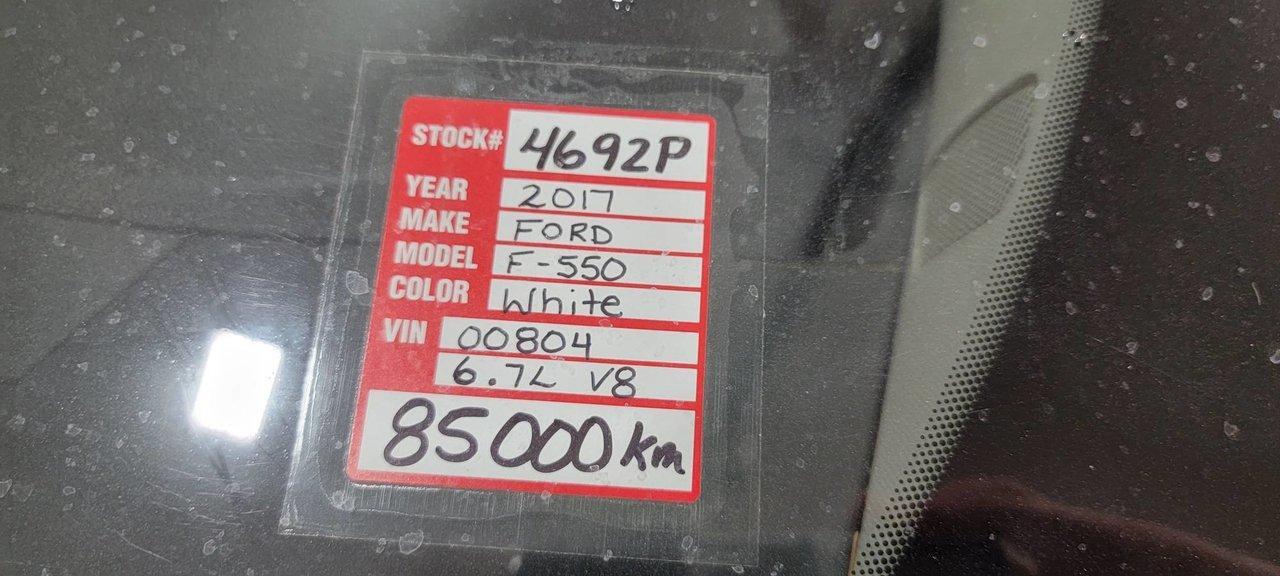 STOCK# 4692P
YEAR 2017
MAKE FORD
MODEL F-550
COLOR White
VIN 00804
6.7L V8
85000 Km